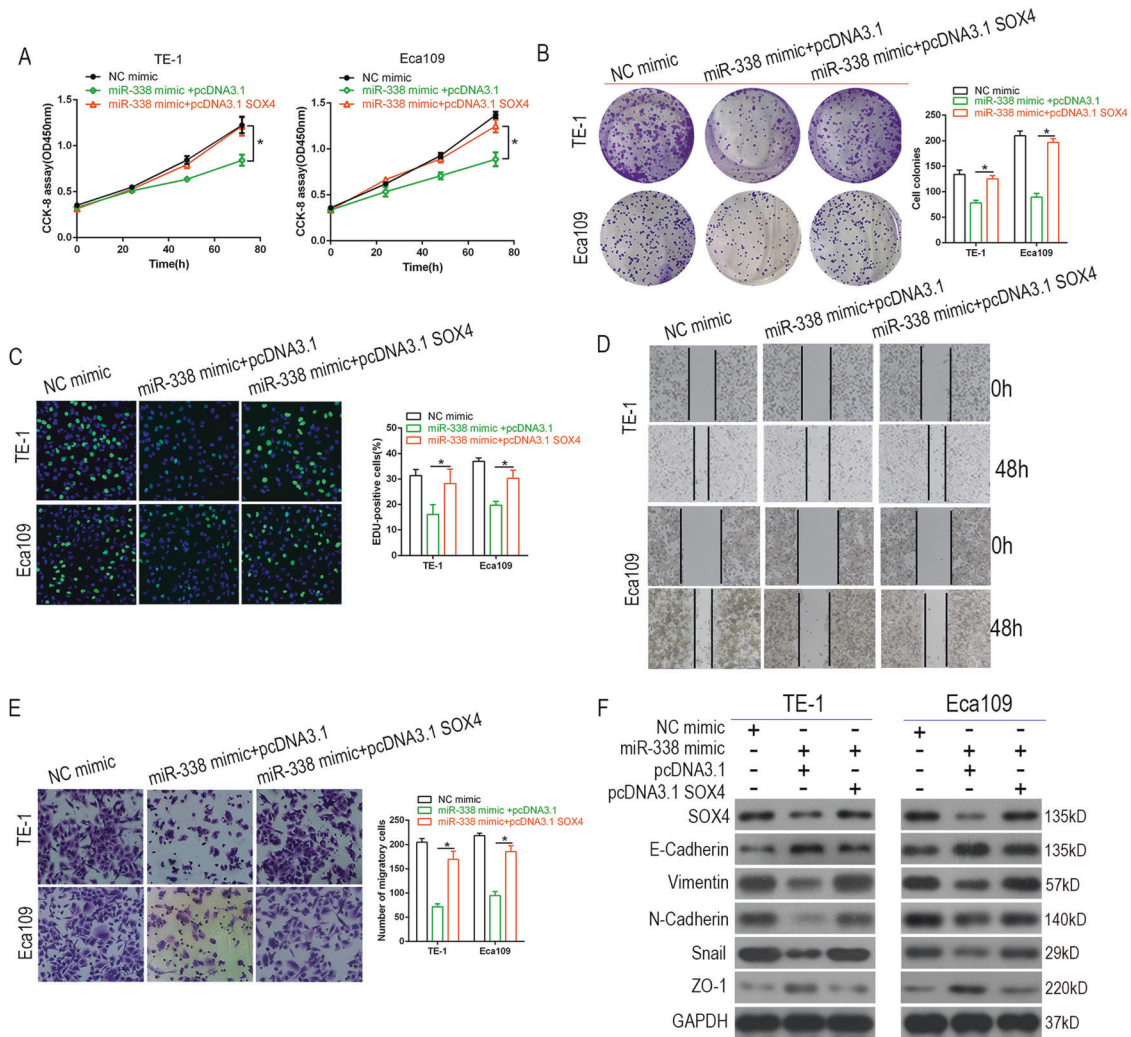 A
TE-1
NC mimic
miR-338 mimic +pcDNA3.1
miR-338 mimic+pcDNA3.1 SOX4
CCK-8 assay(OD450nm)
1.5
1.0
0.5
0.0
0 20 40 60 80
Time(h)
*
Eca109
NC mimic
miR-338 mimic +pcDNA3.1
miR-338 mimic+pcDNA3.1 SOX4
CCK-8 assay(OD450nm)
1.5
1.0
0.5
0.0
0 20 40 60 80
Time(h)
*
B
NC mimic
miR-338 mimic+pcDNA3.1
miR-338 mimic+pcDNA3.1 SOX4
TE-1
Eca109
NC mimic
miR-338 mimic +pcDNA3.1
miR-338 mimic+pcDNA3.1 SOX4
Cell colonies
250
200
150
100
50
0
* *
TE-1 Eca109
C
NC mimic
miR-338 mimic+pcDNA3.1
miR-338 mimic+pcDNA3.1 SOX4
TE-1
Eca109
NC mimic
miR-338 mimic +pcDNA3.1
miR-338 mimic+pcDNA3.1 SOX4
EDU-positive cells(%)
50
40
30
20
10
0
* *
TE-1 Eca109
D
NC mimic
miR-338 mimic+pcDNA3.1
miR-338 mimic+pcDNA3.1 SOX4
TE-1
Eca109
0h
48h
0h
48h
E
NC mimic
miR-338 mimic+pcDNA3.1
miR-338 mimic+pcDNA3.1 SOX4
TE-1
Eca109
NC mimic
miR-338 mimic +pcDNA3.1
miR-338 mimic+pcDNA3.1 SOX4
Number of migratory cells
250
200
150
100
50
0
* *
TE-1 Eca109
F
TE-1 Eca109
NC mimic + - - + - -
miR-338 mimic - + + - + +
pcDNA3.1 - + - - + -
pcDNA3.1 SOX4 - - + - - +
SOX4 135kD
E-Cadherin 135kD
Vimentin 57kD
N-Cadherin 140kD
Snail 29kD
ZO-1 220kD
GAPDH 37kD